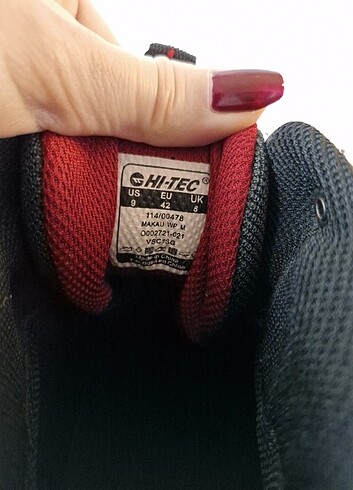 HI-TEC®
US EU UK
9 42 8
114/00478
MAKAU WP M
O002721-021
Made in China